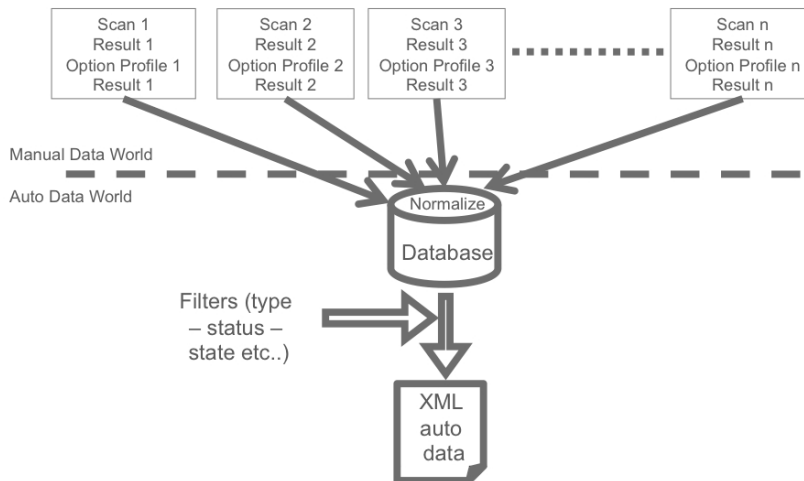 Scan 1
Result 1
Option Profile 1
Result 1
Scan 2
Result 2
Option Profile 2
Result 2
Scan 3
Result 3
Option Profile 3
Result 3
Scan n
Result n
Option Profile n
Result n
Manual Data World
Auto Data World
Normalize
Database
Filters (type
– status –
state etc..)
XML
auto
data